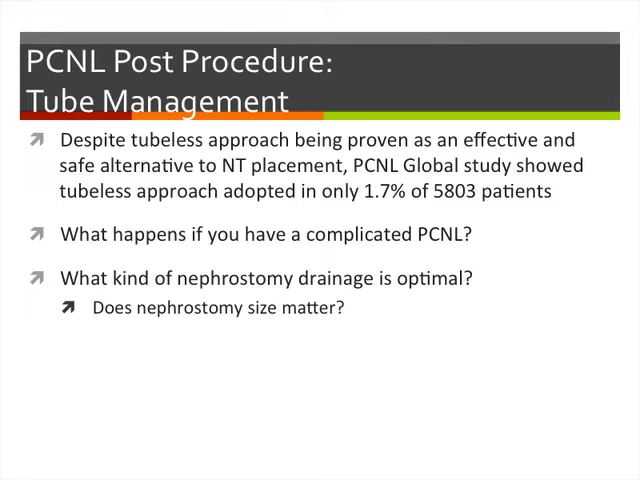 PCNL Post Procedure:
Tube Management
Despite tubeless approach being proven as an effective and
safe alternative to NT placement, PCNL Global study showed
tubeless approach adopted in only 1.7% of 5803 patients
What happens if you have a complicated PCNL?
What kind of nephrostomy drainage is optimal?
Does nephrostomy size matter?